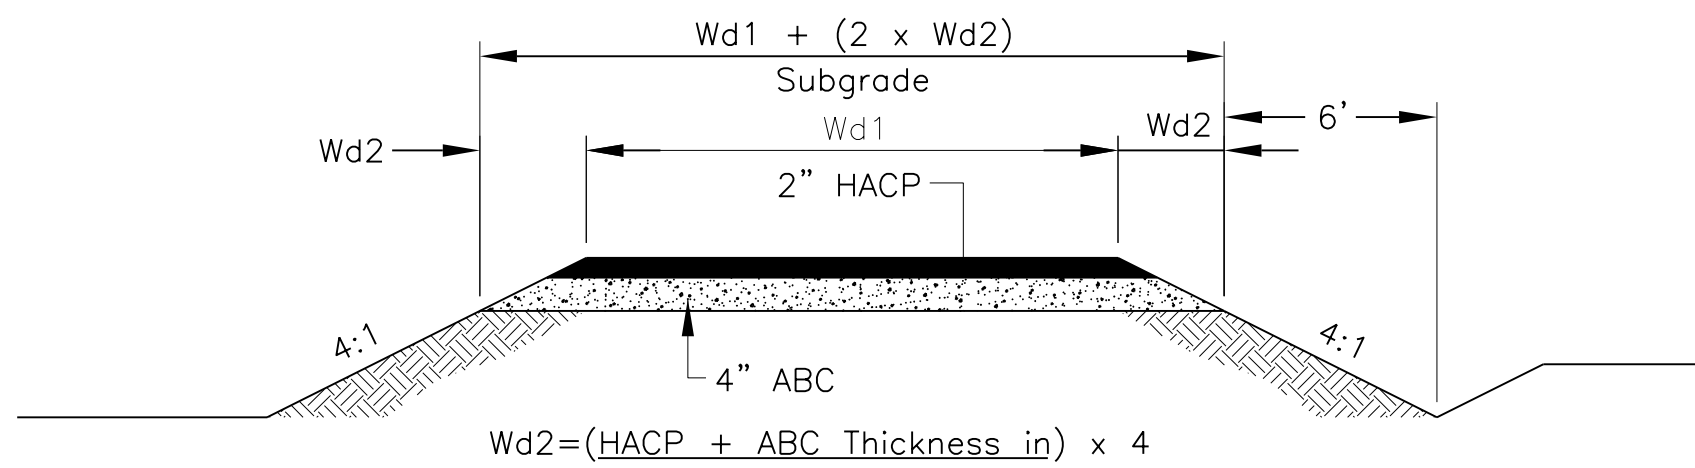 Wd1 + (2 x Wd2)
Subgrade
6'
Wd2
Wd1
Wd2
2" HACP
4:1
4:1
4" ABC
Wd2=(HACP + ABC Thickness in) x 4